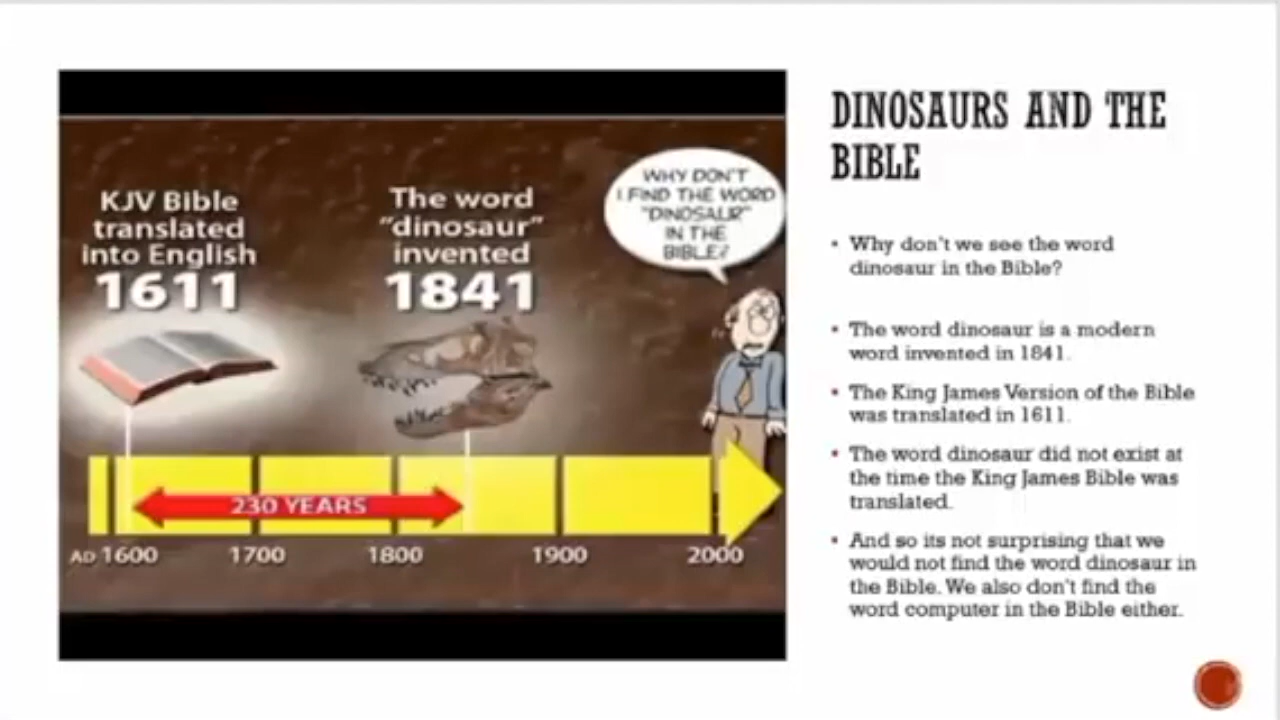 DINOSAURS AND THE
BIBLE
KJV Bible
translated
into English
1611
The word
"dinosaur"
invented
1841
WHY DON'T
I FIND THE WORD
"DINOSAUR"
IN THE
BIBLE?
230 YEARS
AD 1600
1700
1800
1900
2000
• Why don't we see the word
dinosaur in the Bible?
• The word dinosaur is a modern
word invented in 1841.
• The King James Version of the Bible
was translated in 1611.
• The word dinosaur did not exist at
the time the King James Bible was
translated.
• And so its not surprising that we
would not find the word dinosaur in
the Bible. We also don't find the
word computer in the Bible either.